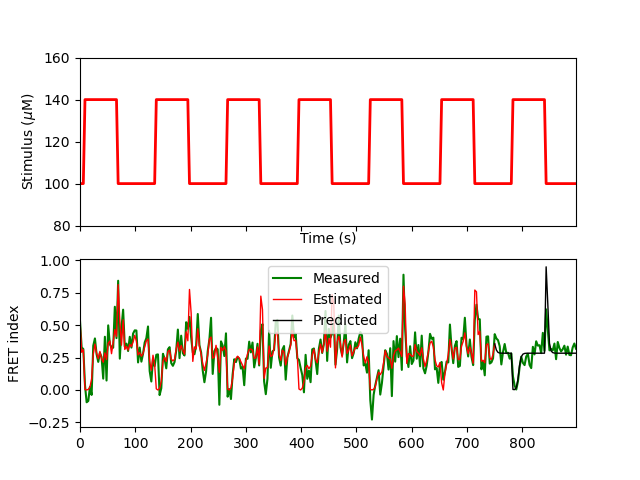 160
140
120
100
80
Stimulus (μM)
Time (s)
1.00
0.75
0.50
0.25
0.00
−0.25
FRET index
Measured
Estimated
Predicted
0 100 200 300 400 500 600 700 800